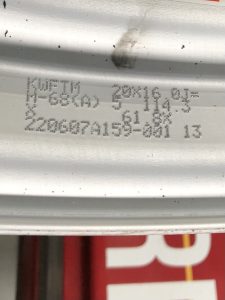 KWFTM 20X16.0J=
M-68(A) 5 114.3
X 61.8X
220607A159-001 13
R